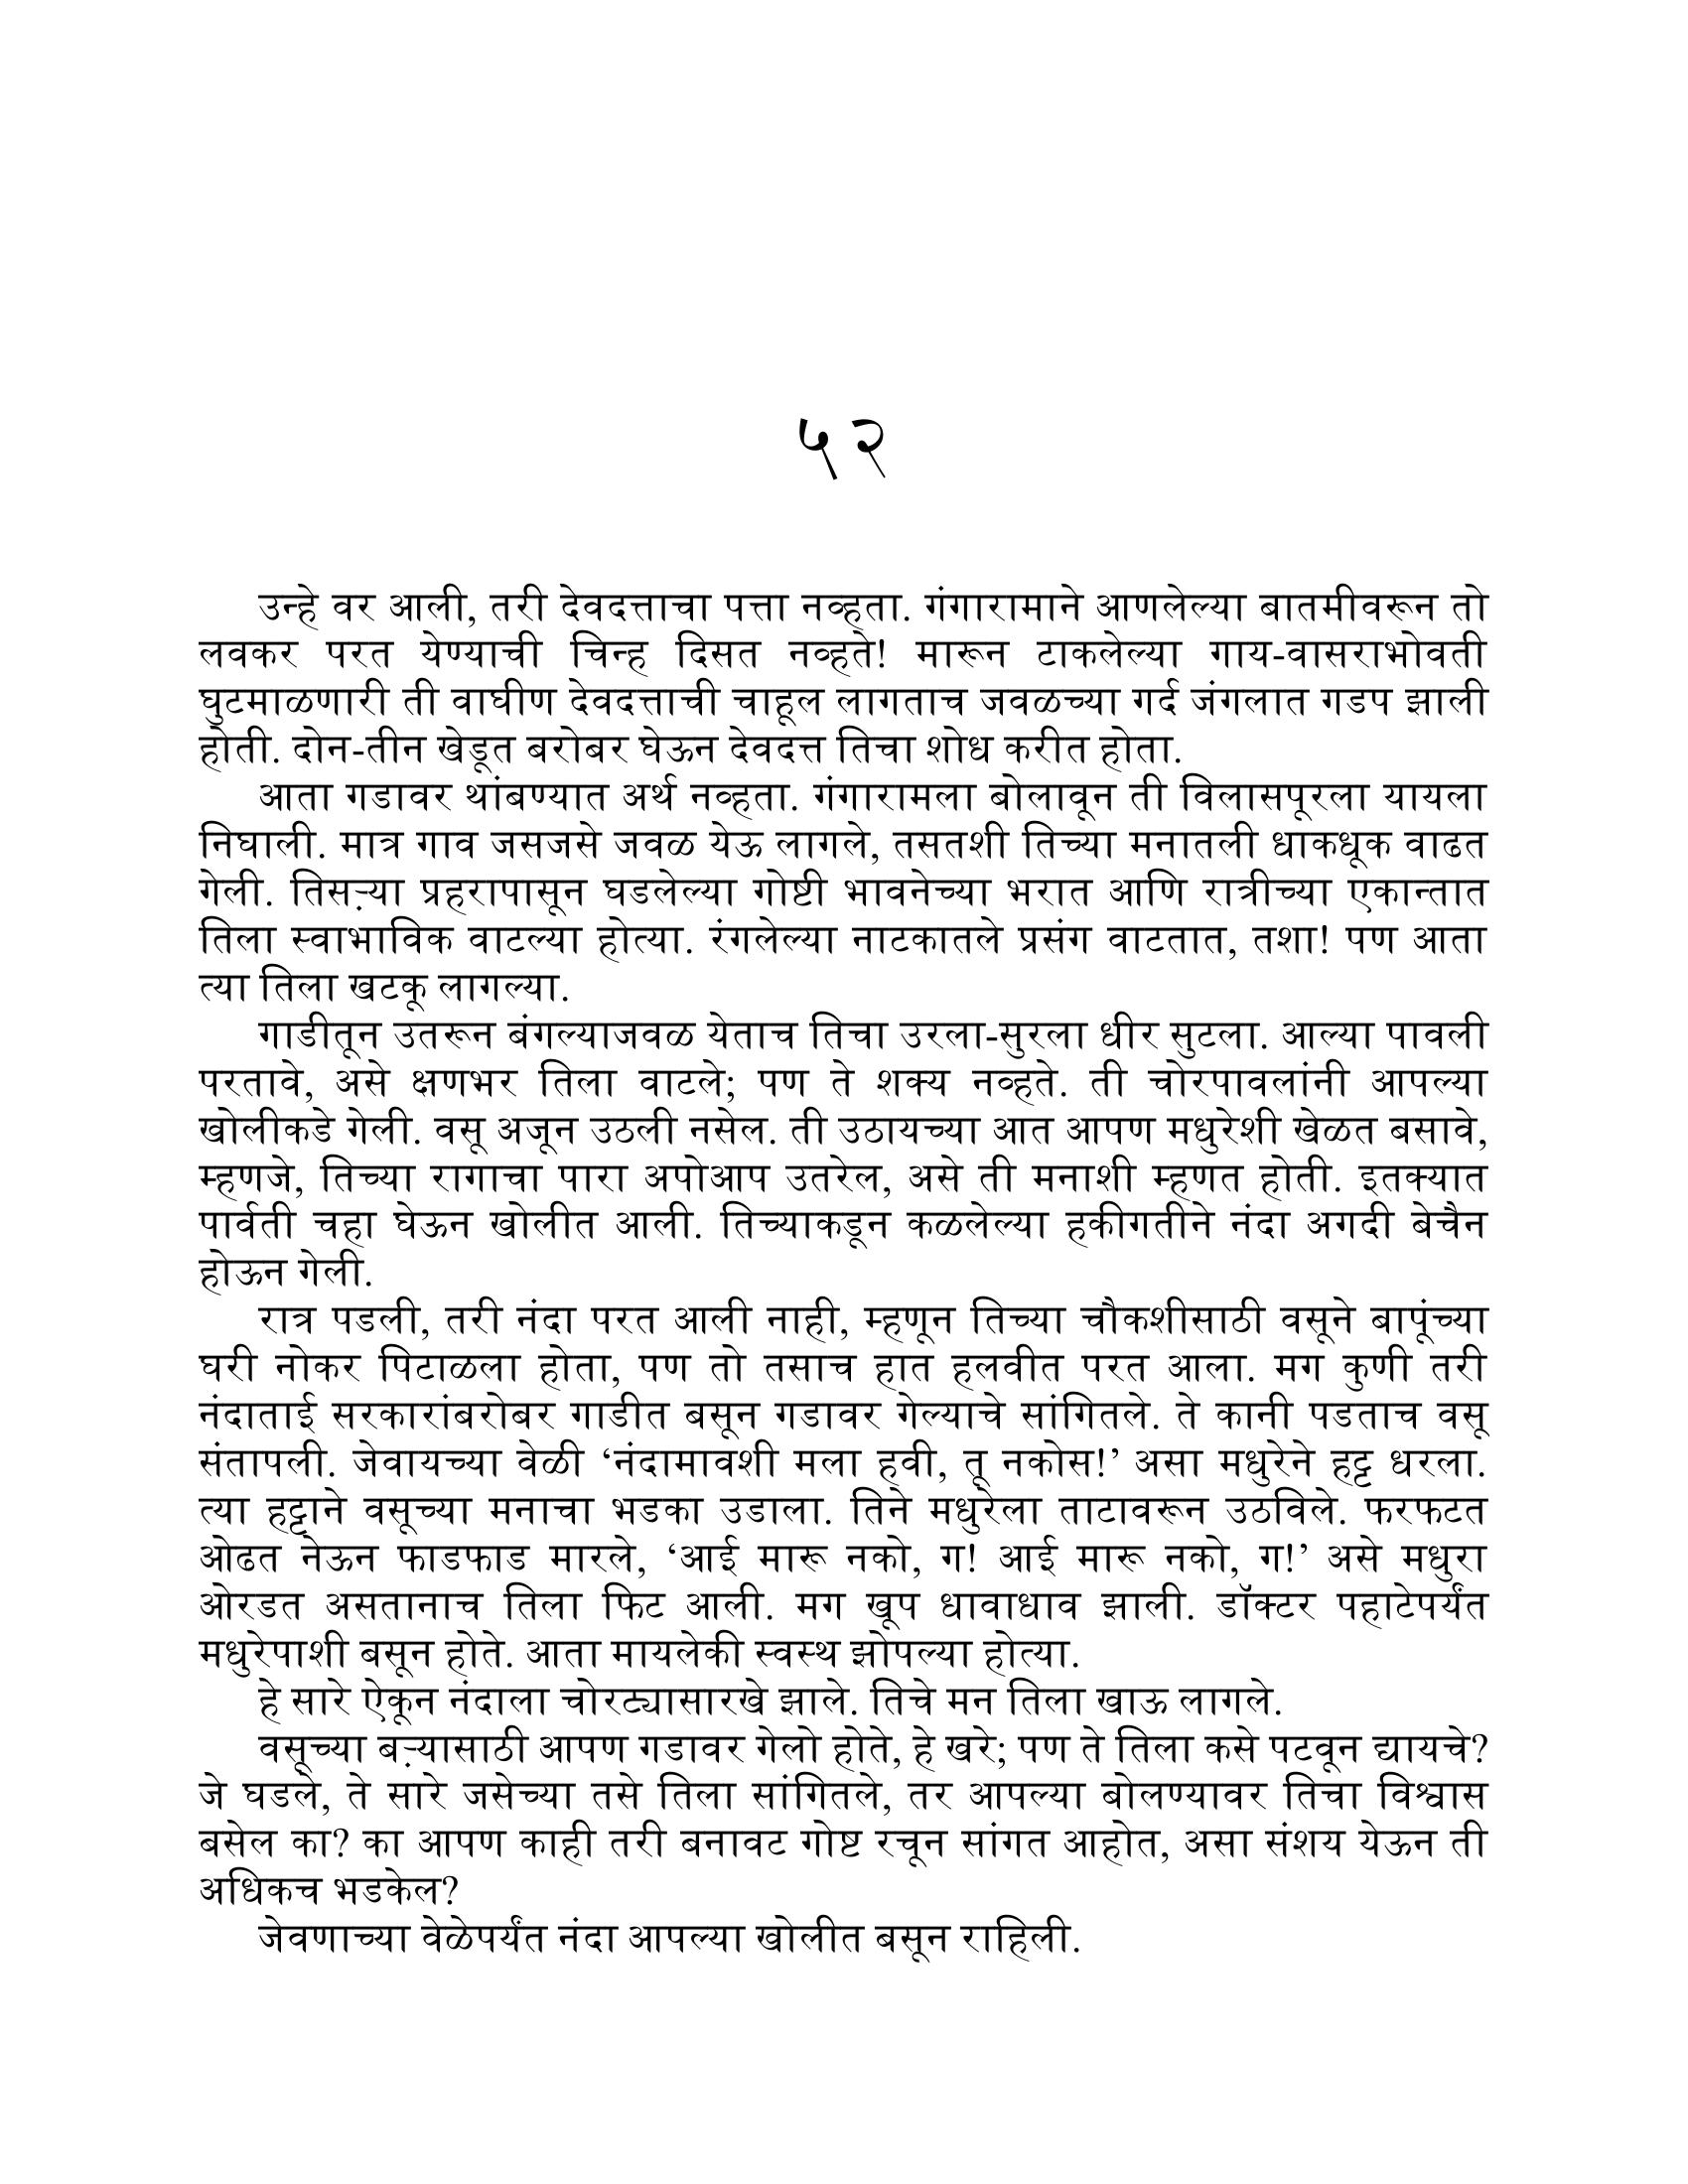 ५२
उन्हे वर आली, तरी देवदत्ताचा पत्ता नव्हता. गंगारामाने आणलेल्या बातमीवरून तो
लवकर परत येण्याची चिन्ह दिसत नव्हते! मारून टाकलेल्या गाय-वासराभोवती
घुटमाळणारी ती वाघीण देवदत्ताची चाहूल लागताच जवळच्या गर्द जंगलात गडप झाली
होती. दोन-तीन खेडूत बरोबर घेऊन देवदत्त तिचा शोध करीत होता.
आता गडावर थांबण्यात अर्थ नव्हता. गंगारामला बोलावून ती विलासपूरला यायला
निघाली. मात्र गाव जसजसे जवळ येऊ लागले, तसतशी तिच्या मनातली धाकधूक वाढत
गेली. तिसऱ्या प्रहरापासून घडलेल्या गोष्टी भावनेच्या भरात आणि रात्रीच्या एकान्तात
तिला स्वाभाविक वाटल्या होत्या. रंगलेल्या नाटकातले प्रसंग वाटतात, तशा! पण आता
त्या तिला खटकू लागल्या.
गाडीतून उतरून बंगल्याजवळ येताच तिचा उरला-सुरला धीर सुटला. आल्या पावली
परतावे, असे क्षणभर तिला वाटले; पण ते शक्य नव्हते. ती चोरपावलांनी आपल्या
खोलीकडे गेली. वसू अजून उठली नसेल. ती उठायच्या आत आपण मधुरेशी खेळत बसावे,
म्हणजे, तिच्या रागाचा पारा अपोआप उतरेल, असे ती मनाशी म्हणत होती. इतक्यात
पार्वती चहा घेऊन खोलीत आली. तिच्याकडून कळलेल्या हकीगतीने नंदा अगदी बेचैन
होऊन गेली.
रात्र पडली, तरी नंदा परत आली नाही, म्हणून तिच्या चौकशीसाठी वसूने बापूंच्या
घरी नोकर पिटाळला होता, पण तो तसाच हात हलवीत परत आला. मग कुणी तरी
नंदाताई सरकारांबरोबर गाडीत बसून गडावर गेल्याचे सांगितले. ते कानी पडताच वसू
संतापली. जेवायच्या वेळी ‘नंदामावशी मला हवी, तू नकोस!’ असा मधुरेने हट्ट धरला.
त्या हट्टाने वसूच्या मनाचा भडका उडाला. तिने मधुरेला ताटावरून उठविले. फरफटत
ओढत नेऊन फाडफाड मारले, ‘आई मारू नको, ग! आई मारू नको, ग!’ असे मधुरा
ओरडत असतानाच तिला फिट आली. मग खूप धावाधाव झाली. डॉक्टर पहाटेपर्यंत
मधुरेपाशी बसून होते. आता मायलेकी स्वस्थ झोपल्या होत्या.
हे सारे ऐकून नंदाला चोरट्यासारखे झाले. तिचे मन तिला खाऊ लागले.
वसूच्या बऱ्यासाठी आपण गडावर गेलो होते, हे खरे; पण ते तिला कसे पटवून द्यायचे?
जे घडले, ते सारे जसेच्या तसे तिला सांगितले, तर आपल्या बोलण्यावर तिचा विश्वास
बसेल का? का आपण काही तरी बनावट गोष्ट रचून सांगत आहोत, असा संशय येऊन ती
अधिकच भडकेल?
जेवणाच्या वेळेपर्यंत नंदा आपल्या खोलीत बसून राहिली.